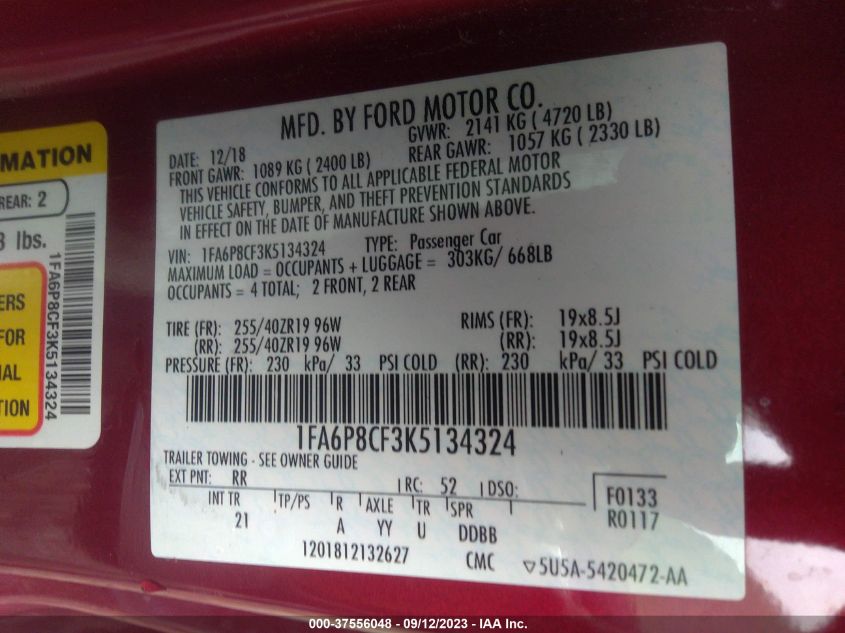 MFD. BY FORD MOTOR CO.
DATE: 12/18 GVWR: 2141 KG ( 4720 LB)
FRONT GAWR: 1089 KG ( 2400 LB) REAR GAWR: 1057 KG ( 2330 LB)
THIS VEHICLE CONFORMS TO ALL APPLICABLE FEDERAL MOTOR
VEHICLE SAFETY, BUMPER, AND THEFT PREVENTION STANDARDS
IN EFFECT ON THE DATE OF MANUFACTURE SHOWN ABOVE.
VIN: 1FA6P8CF3K5134324 TYPE: Passenger Car
MAXIMUM LOAD = OCCUPANTS + LUGGAGE = 303KG/ 668LB
OCCUPANTS = 4 TOTAL; 2 FRONT, 2 REAR
TIRE (FR): 255/40ZR19 96W RIMS (FR): 19x8.5J
(RR): 255/40ZR19 96W (RR): 19x8.5J
PRESSURE (FR): 230 kPa/ 33 PSI COLD (RR): 230 kPa/ 33 PSI COLD
1FA6P8CF3K5134324
TRAILER TOWING - SEE OWNER GUIDE
EXT PNT: RR RC: 52 DSO:
INT TR TP/PS R AXLE TR SPR
21 A YY U DDBB
F0133
R0117
1201812132627 CMC ▽5U5A-5420472-AA
MATION
REAR: 2
lbs.
1FA6P8CF3K5134324
ERS
FOR
IAL
TION
000-37556048 - 09/12/2023 - IAA Inc.